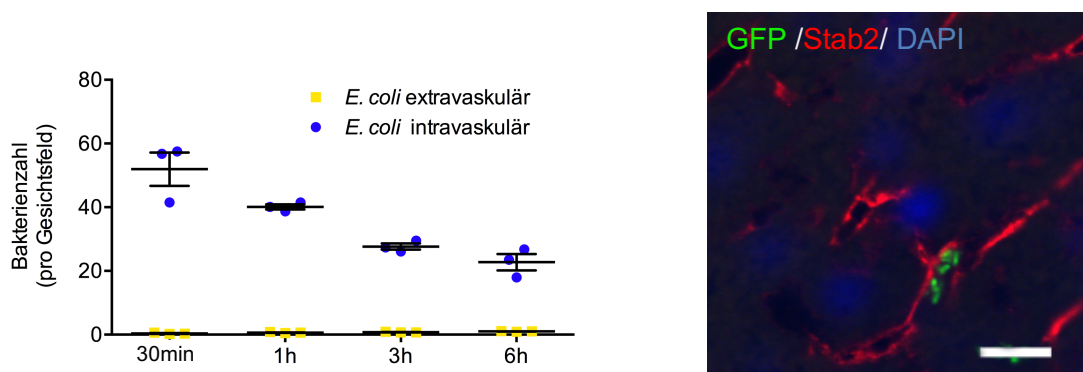 80
60
40
20
0
Bakterienzahl
(pro Gesichtsfeld)
E. coli extravaskulär
E. coli intravaskulär
30min 1h 3h 6h
GFP /Stab2/ DAPI